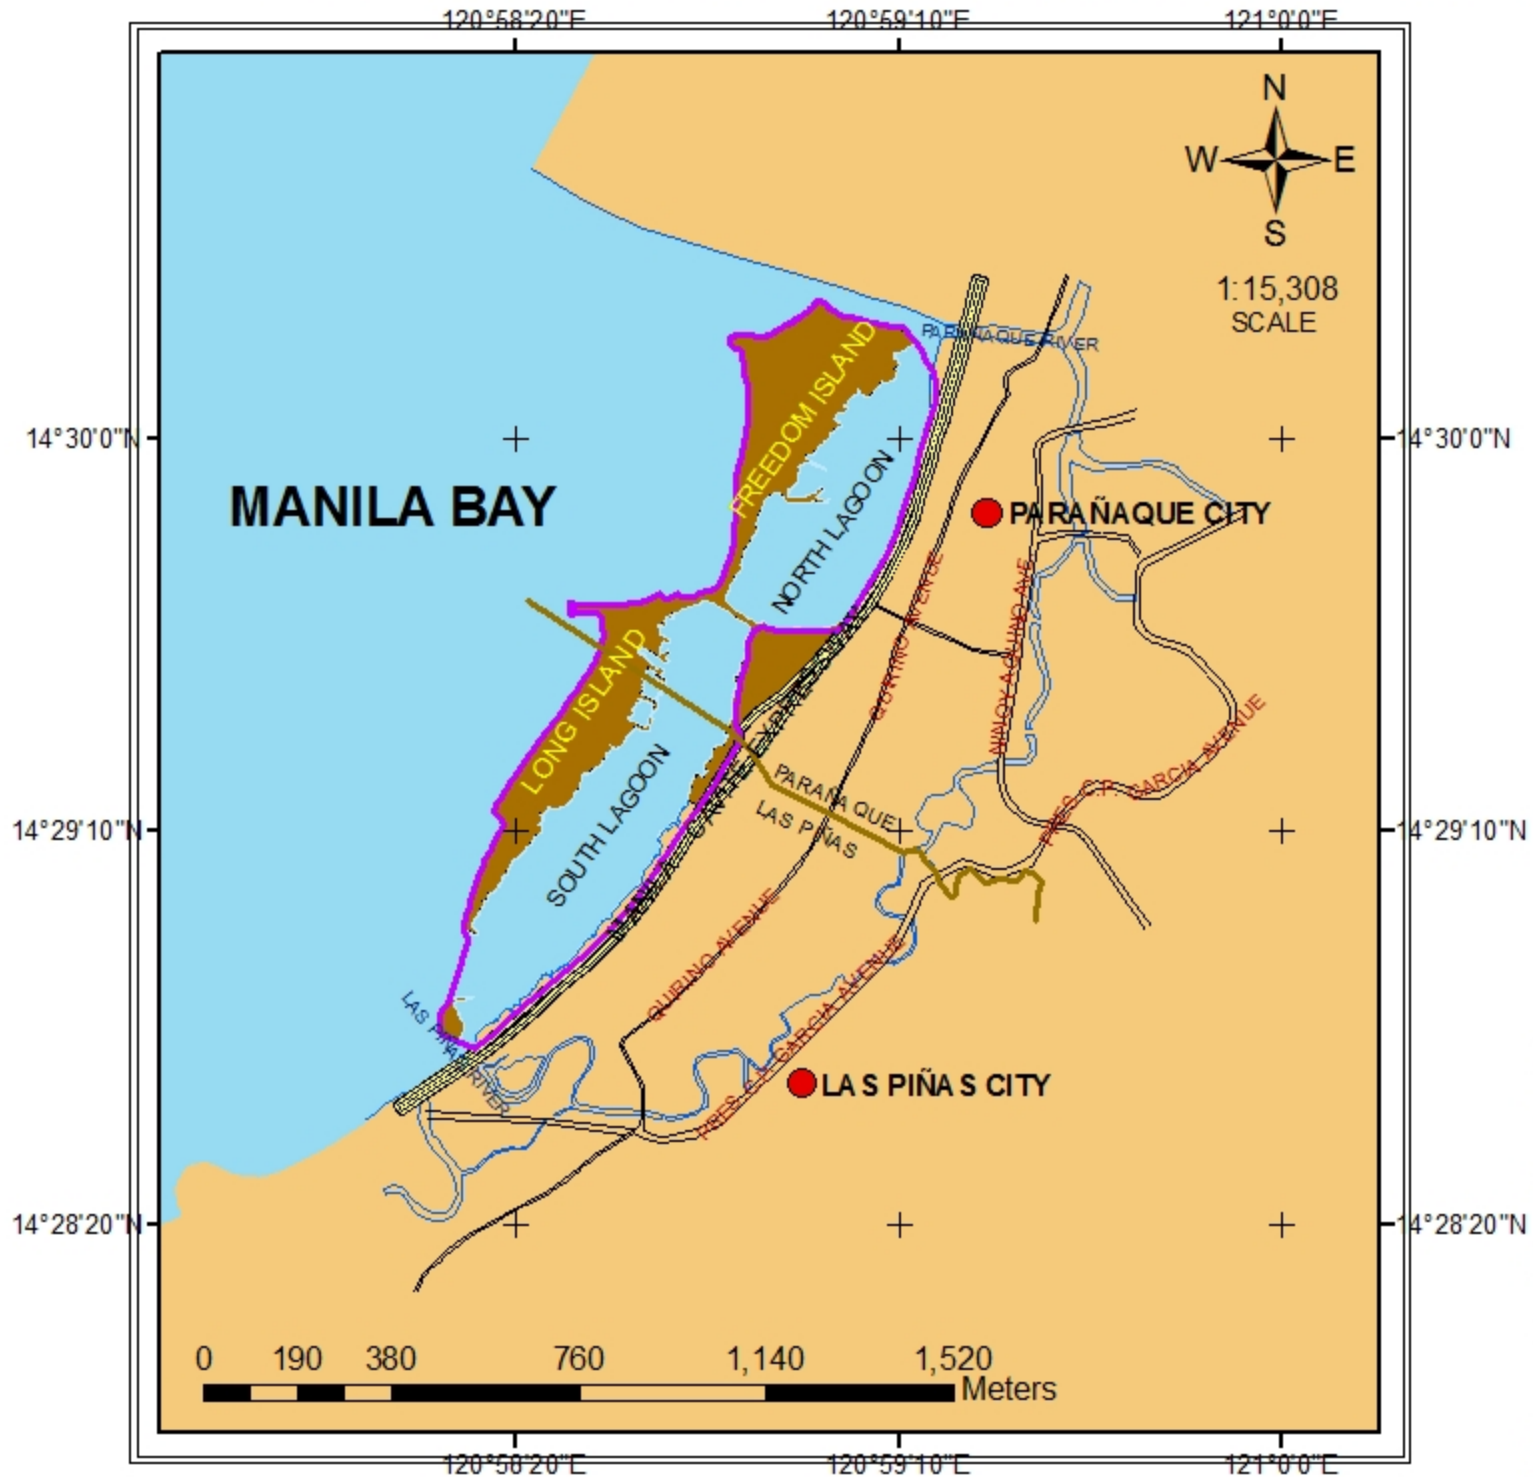 120°58'20"E 120°59'10"E 121°0'0"E
N
W E
S
1:15,308
SCALE
PARAÑAQUE RIVER
FREEDOM ISLAND
14°30'0"N 14°30'0"N
NORTH LAGOON
MANILA BAY
PARAÑAQUE CITY
QUIRINO AVENUE
NINOY AQUINO AVE
LONG ISLAND
MANILA CAVITE EXPRESSWAY
SOUTH LAGOON
PRES. C.P. GARCIA AVENUE
PARAÑAQUE
LAS PIÑAS
14°29'10"N 14°29'10"N
QUIRINO AVENUE
PRES. C.P. GARCIA AVENUE
LAS PIÑAS RIVER
LAS PIÑAS CITY
14°28'20"N 14°28'20"N
0 190 380 760 1,140 1,520
Meters
120°58'20"E 120°59'10"E 121°0'0"E